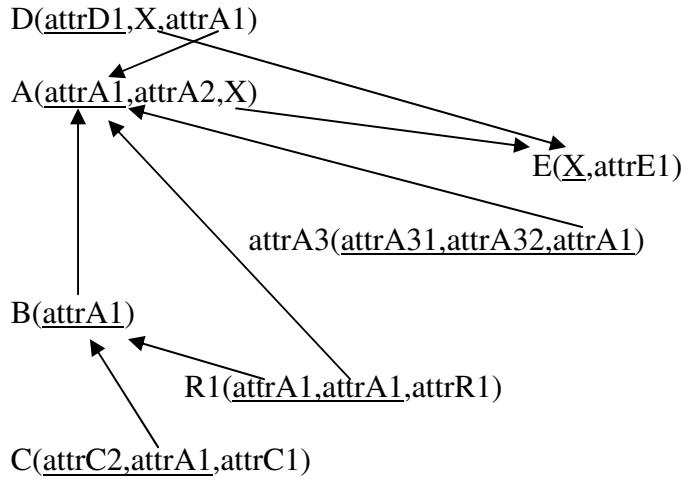 D(attrD1,X,attrA1)
A(attrA1,attrA2,X)
E(X,attrE1)
attrA3(attrA31,attrA32,attrA1)
B(attrA1)
R1(attrA1,attrA1,attrR1)
C(attrC2,attrA1,attrC1)